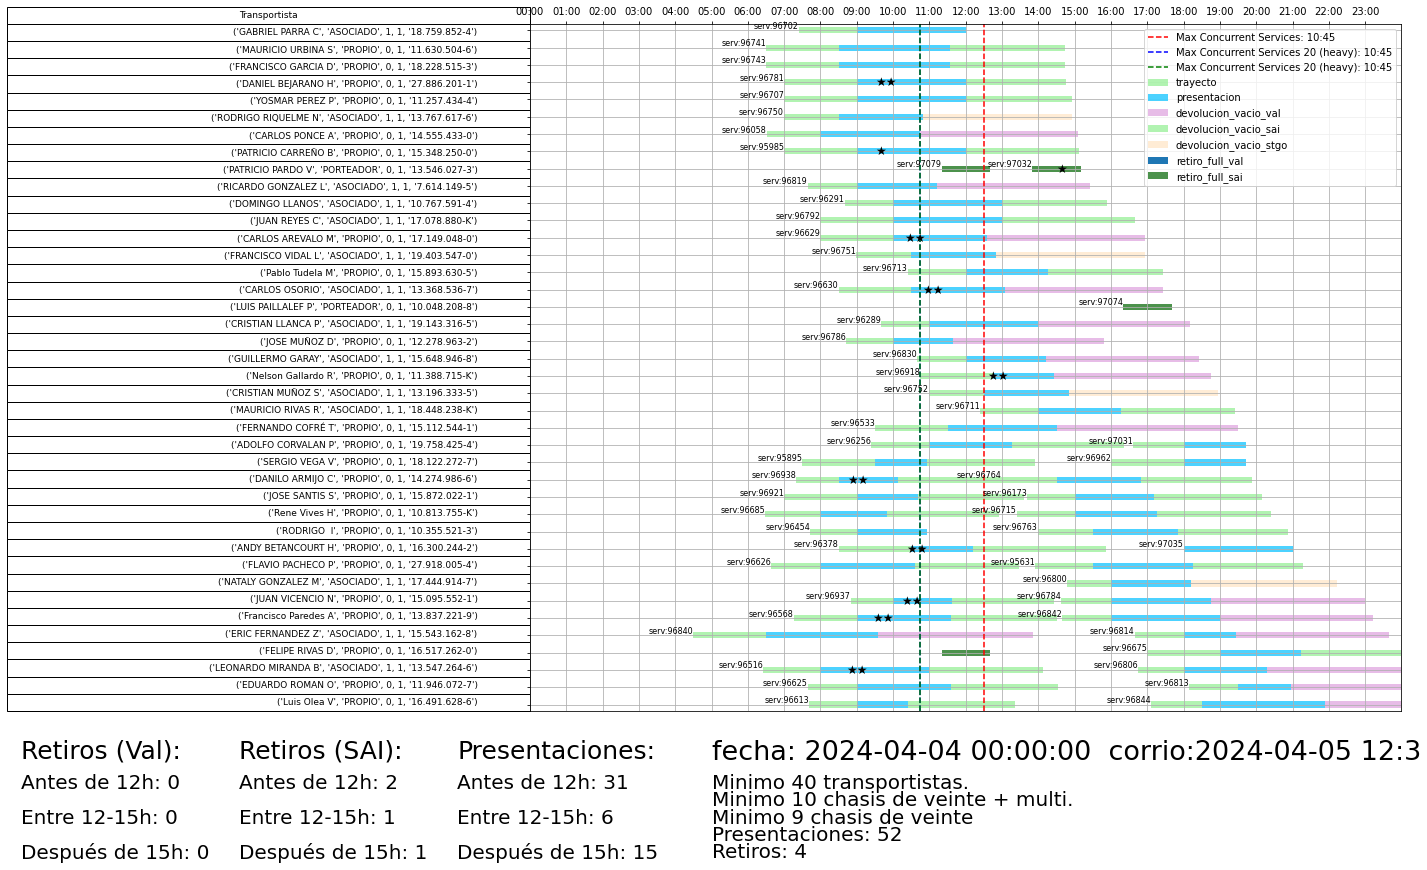 Transportista
00:00 01:00 02:00 03:00 04:00 05:00 06:00 07:00 08:00 09:00 10:00 11:00 12:00 13:00 14:00 15:00 16:00 17:00 18:00 19:00 20:00 21:00 22:00 23:00
('GABRIEL PARRA C', 'ASOCIADO', 1, 1, '18.759.852-4') serv:96702
('MAURICIO URBINA S', 'PROPIO', 0, 1, '11.630.504-6') serv:96741
('FRANCISCO GARCIA D', 'PROPIO', 0, 1, '18.228.515-3') serv:96743
('DANIEL BEJARANO H', 'PROPIO', 0, 1, '27.886.201-1') serv:96781
('YOSMAR PEREZ P', 'PROPIO', 0, 1, '11.257.434-4') serv:96707
('RODRIGO RIQUELME N', 'ASOCIADO', 1, 1, '13.767.617-6') serv:96750
('CARLOS PONCE A', 'PROPIO', 0, 1, '14.555.433-0') serv:96058
('PATRICIO CARREÑO B', 'PROPIO', 0, 1, '15.348.250-0') serv:95985
('PATRICIO PARDO V', 'PORTEADOR', 0, 1, '13.546.027-3') serv:97079 serv:97032
('RICARDO GONZALEZ L', 'ASOCIADO', 1, 1, '7.614.149-5') serv:96819
('DOMINGO LLANOS', 'ASOCIADO', 1, 1, '10.767.591-4') serv:96291
('JUAN REYES C', 'ASOCIADO', 1, 1, '17.078.880-K') serv:96792
('CARLOS AREVALO M', 'PROPIO', 0, 1, '17.149.048-0') serv:96629
('FRANCISCO VIDAL L', 'ASOCIADO', 1, 1, '19.403.547-0') serv:96751
('Pablo Tudela M', 'PROPIO', 0, 1, '15.893.630-5') serv:96713
('CARLOS OSORIO', 'ASOCIADO', 1, 1, '13.368.536-7') serv:96630
('LUIS PAILLALEF P', 'PORTEADOR', 0, 1, '10.048.208-8') serv:97074
('CRISTIAN LLANCA P', 'ASOCIADO', 1, 1, '19.143.316-5') serv:96289
('JOSE MUÑOZ D', 'PROPIO', 0, 1, '12.278.963-2') serv:96786
('GUILLERMO GARAY', 'ASOCIADO', 1, 1, '15.648.946-8') serv:96830
('Nelson Gallardo R', 'PROPIO', 0, 1, '11.388.715-K') serv:96918
('CRISTIAN MUÑOZ S', 'ASOCIADO', 1, 1, '13.196.333-5') serv:96752
('MAURICIO RIVAS R', 'ASOCIADO', 1, 1, '18.448.238-K') serv:96711
('FERNANDO COFRÉ T', 'PROPIO', 0, 1, '15.112.544-1') serv:96533
('ADOLFO CORVALAN P', 'PROPIO', 0, 1, '19.758.425-4') serv:96256 serv:97031
('SERGIO VEGA V', 'PROPIO', 0, 1, '18.122.272-7') serv:95895 serv:96962
('DANILO ARMIJO C', 'PROPIO', 0, 1, '14.274.986-6') serv:96938 serv:96764
('JOSE SANTIS S', 'PROPIO', 0, 1, '15.872.022-1') serv:96921 serv:96173
('Rene Vives H', 'PROPIO', 0, 1, '10.813.755-K') serv:96685 serv:96715
('RODRIGO  I', 'PROPIO', 0, 1, '10.355.521-3') serv:96454 serv:96763
('ANDY BETANCOURT H', 'PROPIO', 0, 1, '16.300.244-2') serv:96378 serv:97035
('FLAVIO PACHECO P', 'PROPIO', 0, 1, '27.918.005-4') serv:96626 serv:95631
('NATALY GONZALEZ M', 'ASOCIADO', 1, 1, '17.444.914-7') serv:96800
('JUAN VICENCIO N', 'PROPIO', 0, 1, '15.095.552-1') serv:96937 serv:96784
('Francisco Paredes A', 'PROPIO', 0, 1, '13.837.221-9') serv:96568 serv:96842
('ERIC FERNANDEZ Z', 'ASOCIADO', 1, 1, '15.543.162-8') serv:96840 serv:96814
('FELIPE RIVAS D', 'PROPIO', 0, 1, '16.517.262-0') serv:96675
('LEONARDO MIRANDA B', 'ASOCIADO', 1, 1, '13.547.264-6') serv:96516 serv:96806
('EDUARDO ROMAN O', 'PROPIO', 0, 1, '11.946.072-7') serv:96625 serv:96813
('Luis Olea V', 'PROPIO', 0, 1, '16.491.628-6') serv:96613 serv:96844
Max Concurrent Services: 10:45
Max Concurrent Services 20 (heavy): 10:45
Max Concurrent Services 20 (heavy): 10:45
trayecto
presentacion
devolucion_vacio_val
devolucion_vacio_sai
devolucion_vacio_stgo
retiro_full_val
retiro_full_sai
Retiros (Val):
Antes de 12h: 0
Entre 12-15h: 0
Después de 15h: 0
Retiros (SAI):
Antes de 12h: 2
Entre 12-15h: 1
Después de 15h: 1
Presentaciones:
Antes de 12h: 31
Entre 12-15h: 6
Después de 15h: 15
fecha: 2024-04-04 00:00:00  corrio:2024-04-05 12:3
Minimo 40 transportistas.
Minimo 10 chasis de veinte + multi.
Minimo 9 chasis de veinte
Presentaciones: 52
Retiros: 4